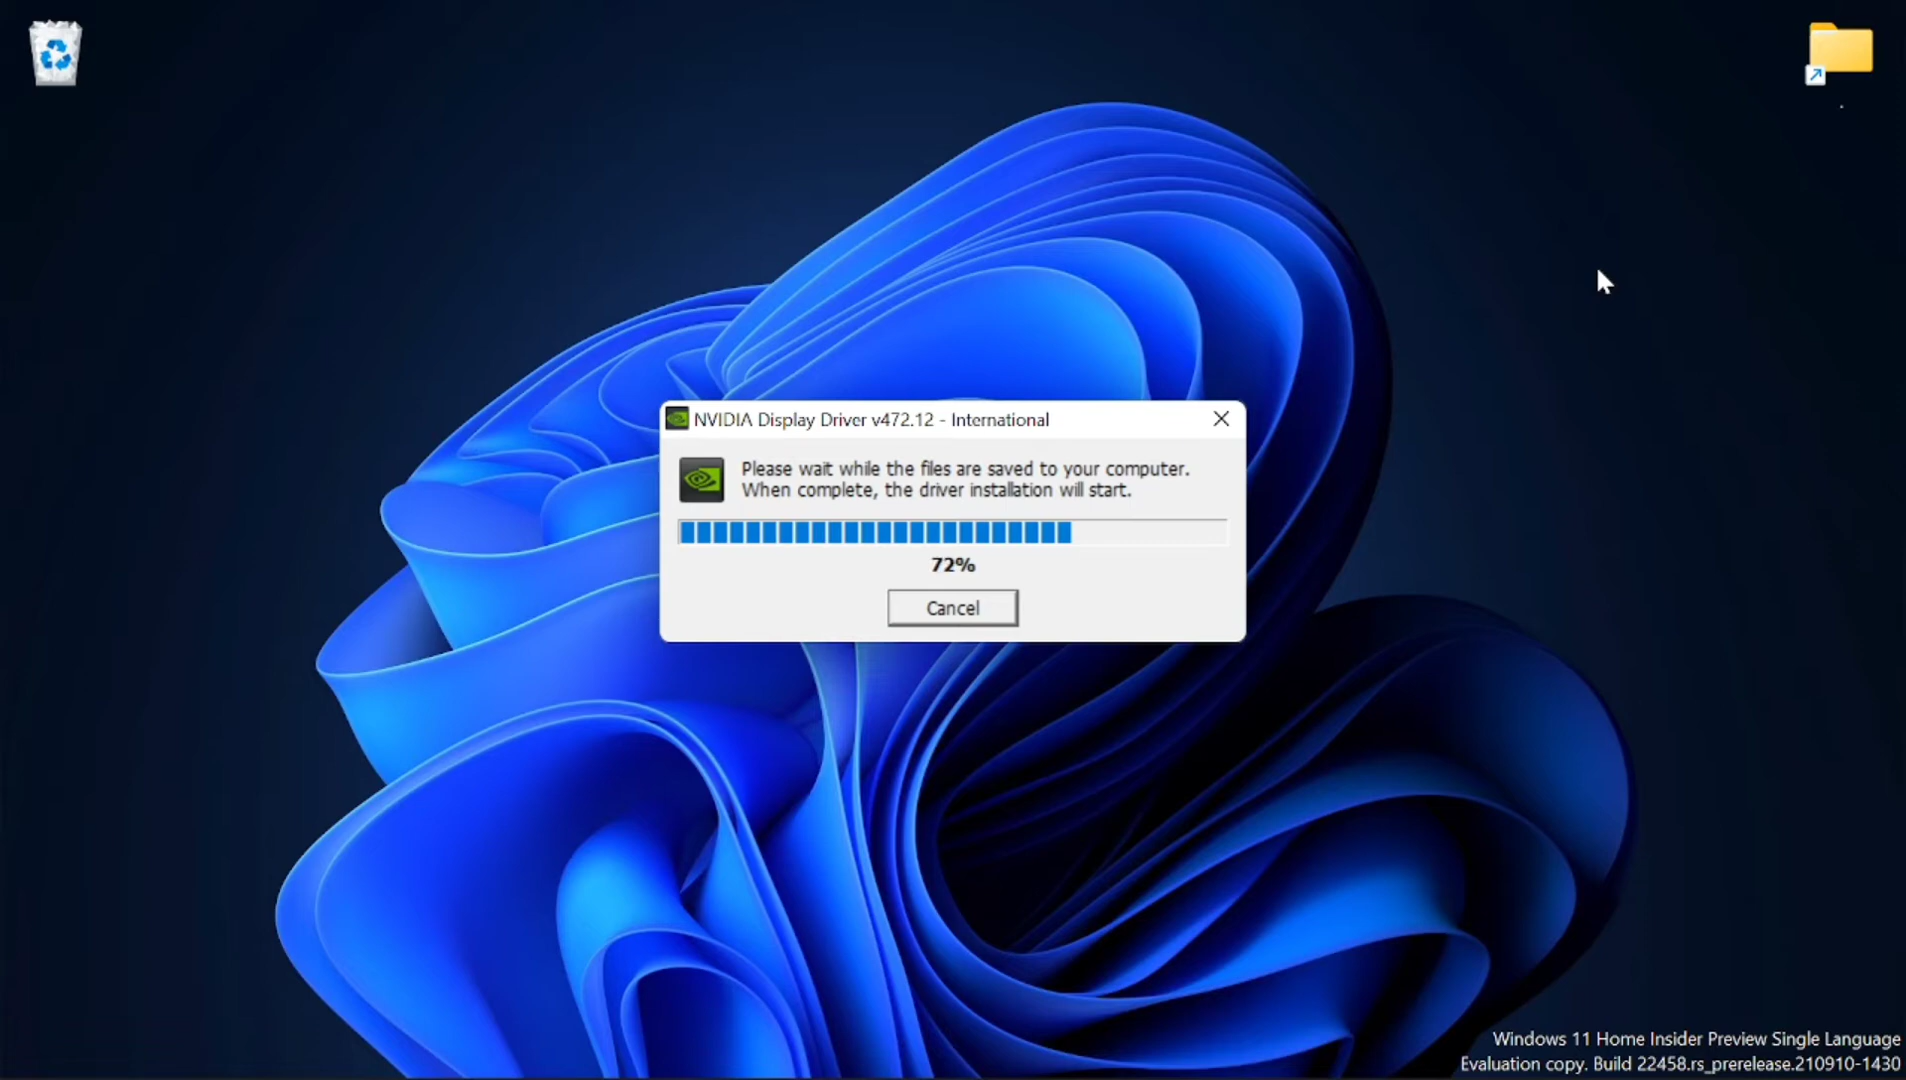 NVIDIA Display Driver v472.12 - International
Please wait while the files are saved to your computer.
When complete, the driver installation will start.
72%
Cancel
Windows 11 Home Insider Preview Single Language
Evaluation copy. Build 22458.rs_prerelease.210910-1430